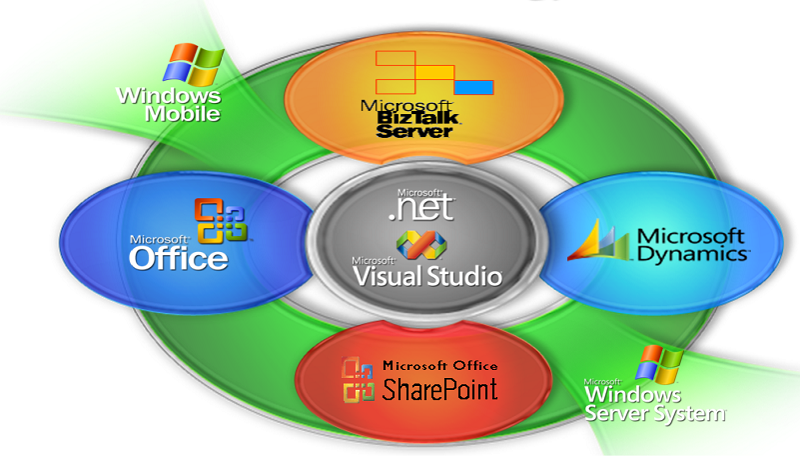 Windows
Mobile
Microsoft
BizTalk
Server
Microsoft
Office
Microsoft
.net
Microsoft
Visual Studio
Microsoft
Dynamics
Microsoft Office
SharePoint
Microsoft
Windows
Server System